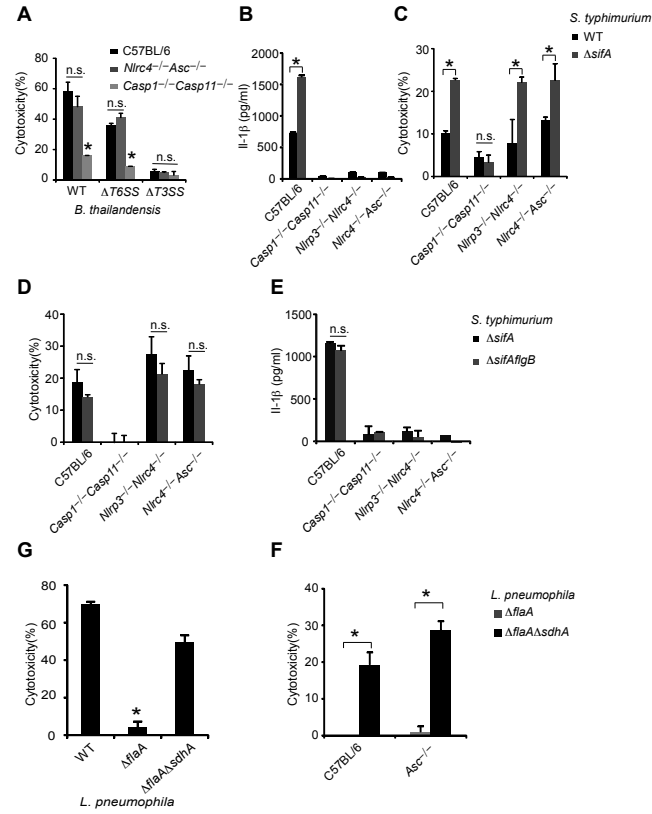 A
C57BL/6
Nlrc4–/–Asc–/–
Casp1–/–Casp11–/–
Cytotoxicity(%)
80
60
40
20
0
n.s.
*
n.s.
*
n.s.
WT
ΔT6SS
ΔT3SS
B. thailandensis
B
Il-1β (pg/ml)
2000
1500
1000
500
0
*
C57BL/6
Casp1–/–Casp11–/–
Nlrp3–/–Nlrc4–/–
Nlrc4–/–Asc–/–
C
S. typhimurium
WT
ΔsifA
Cytotoxicity(%)
30
20
10
0
*
n.s.
*
*
C57BL/6
Casp1–/–Casp11–/–
Nlrp3–/–Nlrc4–/–
Nlrc4–/–Asc–/–
D
Cytotoxicity(%)
40
30
20
10
0
n.s.
n.s.
n.s.
C57BL/6
Casp1–/–Casp11–/–
Nlrp3–/–Nlrc4–/–
Nlrc4–/–Asc–/–
E
S. typhimurium
ΔsifA
ΔsifAflgB
Il-1β (pg/ml)
1500
1000
500
0
n.s.
C57BL/6
Casp1–/–Casp11–/–
Nlrp3–/–Nlrc4–/–
Nlrc4–/–Asc–/–
G
Cytotoxicity(%)
80
60
40
20
0
*
WT
ΔflaA
ΔflaAΔsdhA
L. pneumophila
F
L. pneumophila
ΔflaA
ΔflaAΔsdhA
Cytotoxicity(%)
40
30
20
10
0
*
*
C57BL/6
Asc–/–